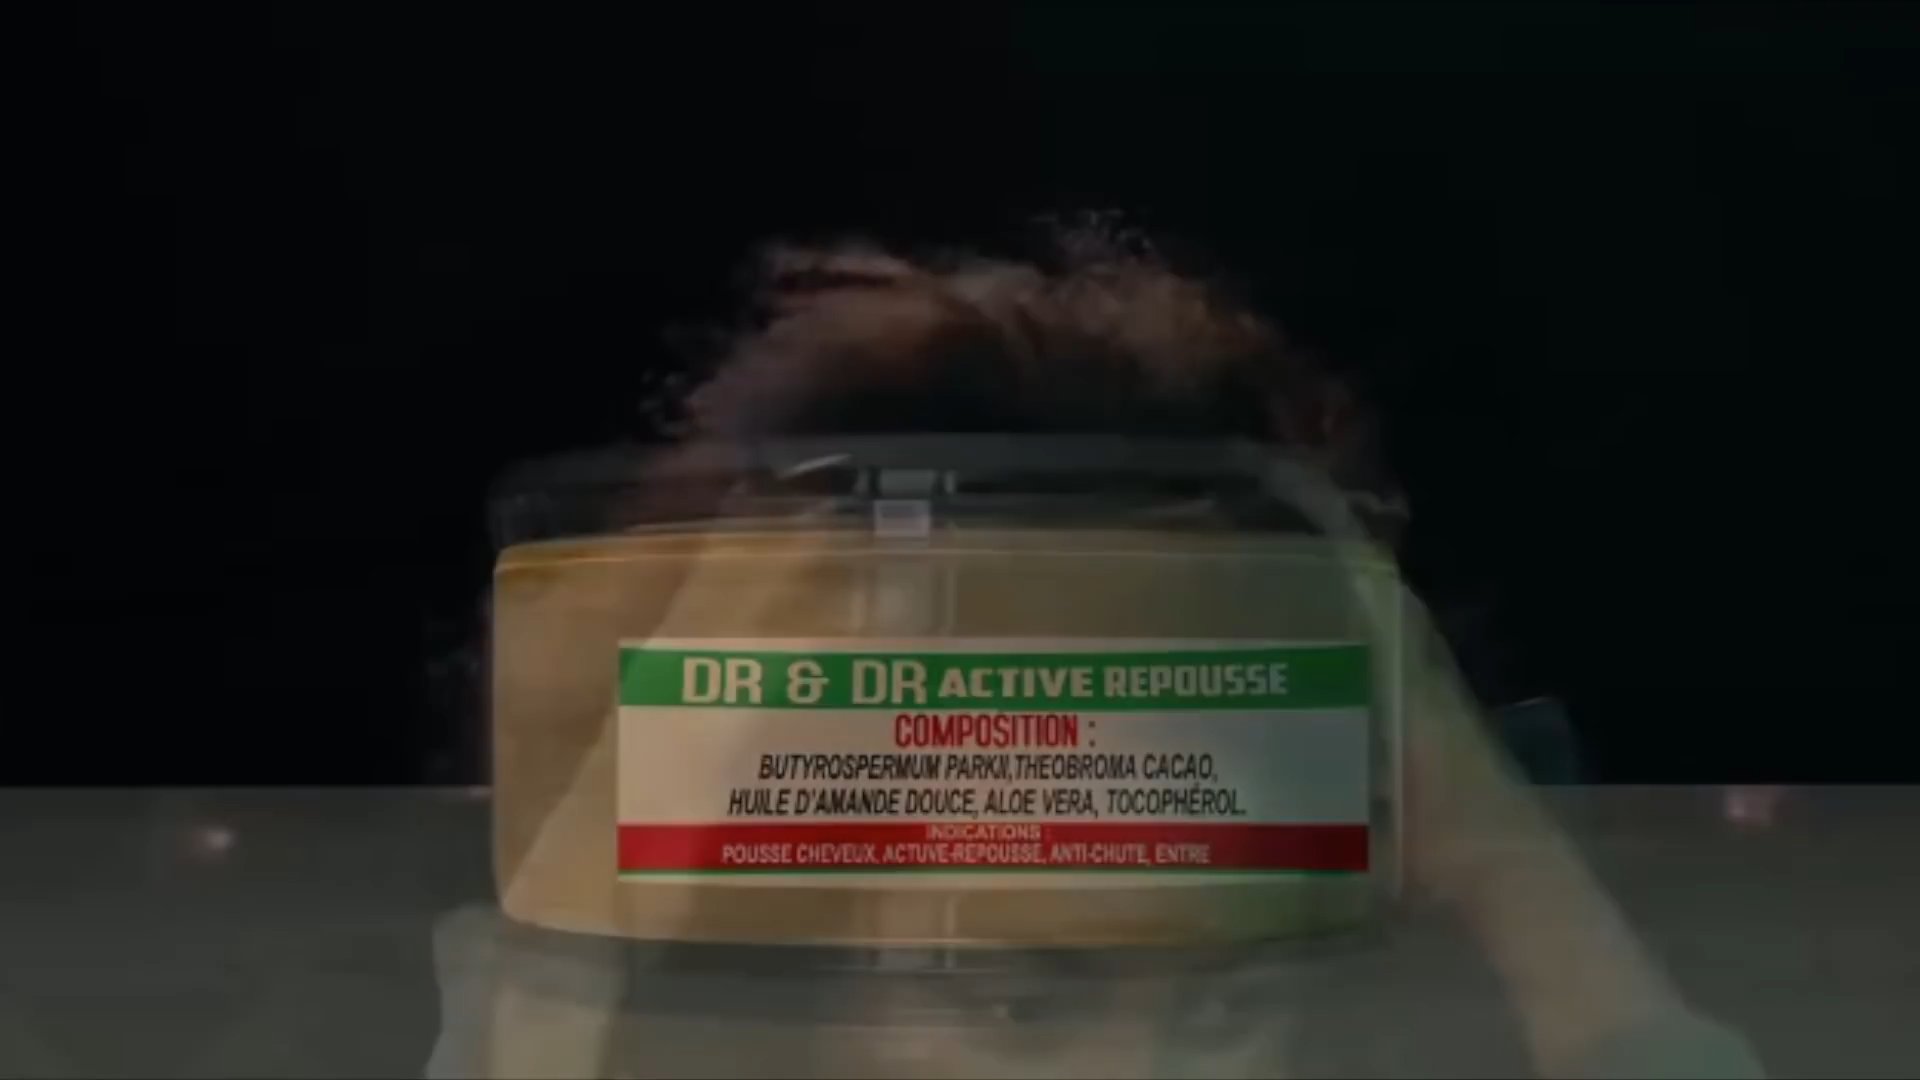 DR & DR ACTIVE REPOUSSE
COMPOSITION :
BUTYROSPERMUM PARKII, THEOBROMA CACAO,
HUILE D'AMANDE DOUCE, ALOE VERA, TOCOPHÉROL.
INDICATIONS :
POUSSE CHEVEUX, ACTUVE-REPOUSSE, ANTI-CHUTE, ENTRE